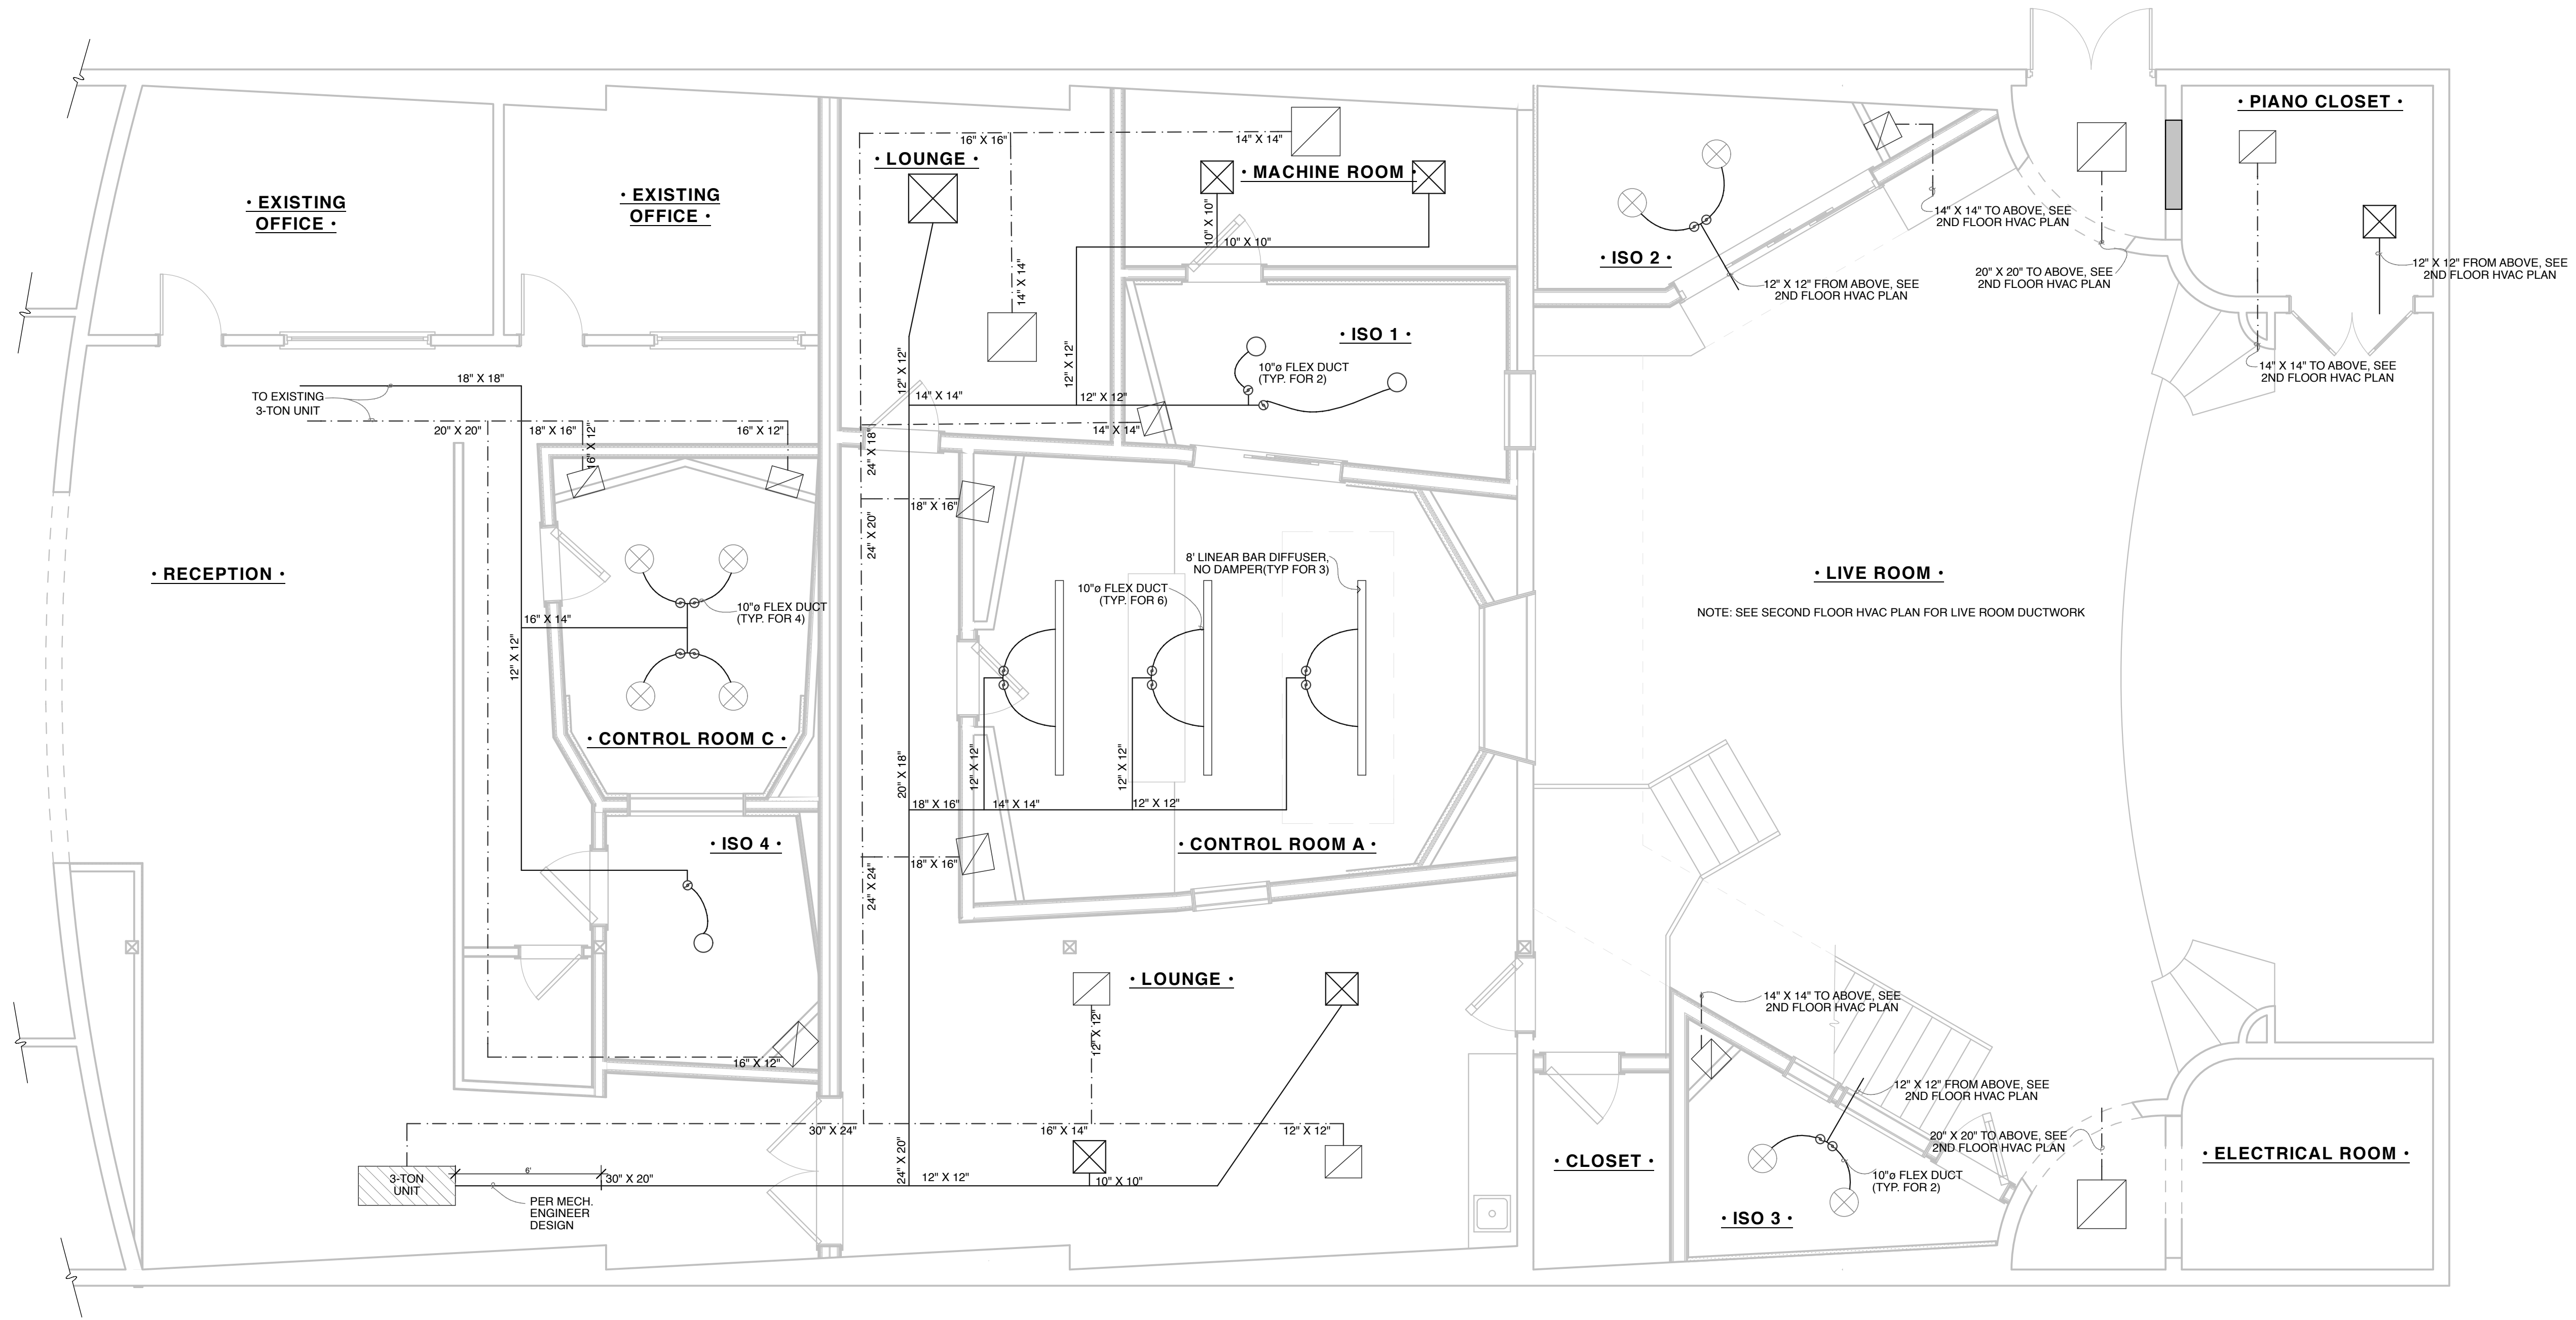 • PIANO CLOSET •
16" X 16"
14" X 14"
• LOUNGE •
• MACHINE ROOM •
• EXISTING
OFFICE •
• EXISTING
OFFICE •
10" X 10"
10" X 10"
14" X 14"
14" X 14" TO ABOVE, SEE
2ND FLOOR HVAC PLAN
• ISO 2 •
12" X 12" FROM ABOVE, SEE
2ND FLOOR HVAC PLAN
20" X 20" TO ABOVE, SEE
2ND FLOOR HVAC PLAN
12" X 12" FROM ABOVE, SEE
2ND FLOOR HVAC PLAN
• ISO 1 •
10"ø FLEX DUCT
(TYP. FOR 2)
14" X 14" TO ABOVE, SEE
2ND FLOOR HVAC PLAN
12" X 12"
12" X 12"
18" X 18"
TO EXISTING
3-TON UNIT
14" X 14"
12" X 12"
20" X 20"
18" X 16"
16" X 12"
16" X 12"
14" X 14"
24" X 18"
18" X 16"
24" X 20"
8' LINEAR BAR DIFFUSER,
NO DAMPER(TYP FOR 3)
10"ø FLEX DUCT
(TYP. FOR 6)
• RECEPTION •
• LIVE ROOM •
NOTE: SEE SECOND FLOOR HVAC PLAN FOR LIVE ROOM DUCTWORK
10"ø FLEX DUCT
(TYP. FOR 4)
16" X 14"
12" X 12"
• CONTROL ROOM C •
20" X 18"
12" X 12"
12" X 12"
18" X 16"
14" X 14"
12" X 12"
• ISO 4 •
• CONTROL ROOM A •
18" X 16"
24" X 24"
• LOUNGE •
12" X 12"
14" X 14" TO ABOVE, SEE
2ND FLOOR HVAC PLAN
16" X 12"
12" X 12" FROM ABOVE, SEE
2ND FLOOR HVAC PLAN
30" X 24"
16" X 14"
12" X 12"
20" X 20" TO ABOVE, SEE
2ND FLOOR HVAC PLAN
• CLOSET •
• ELECTRICAL ROOM •
3-TON
UNIT
6'
30" X 20"
24" X 20"
12" X 12"
10" X 10"
PER MECH.
ENGINEER
DESIGN
10"ø FLEX DUCT
(TYP. FOR 2)
• ISO 3 •